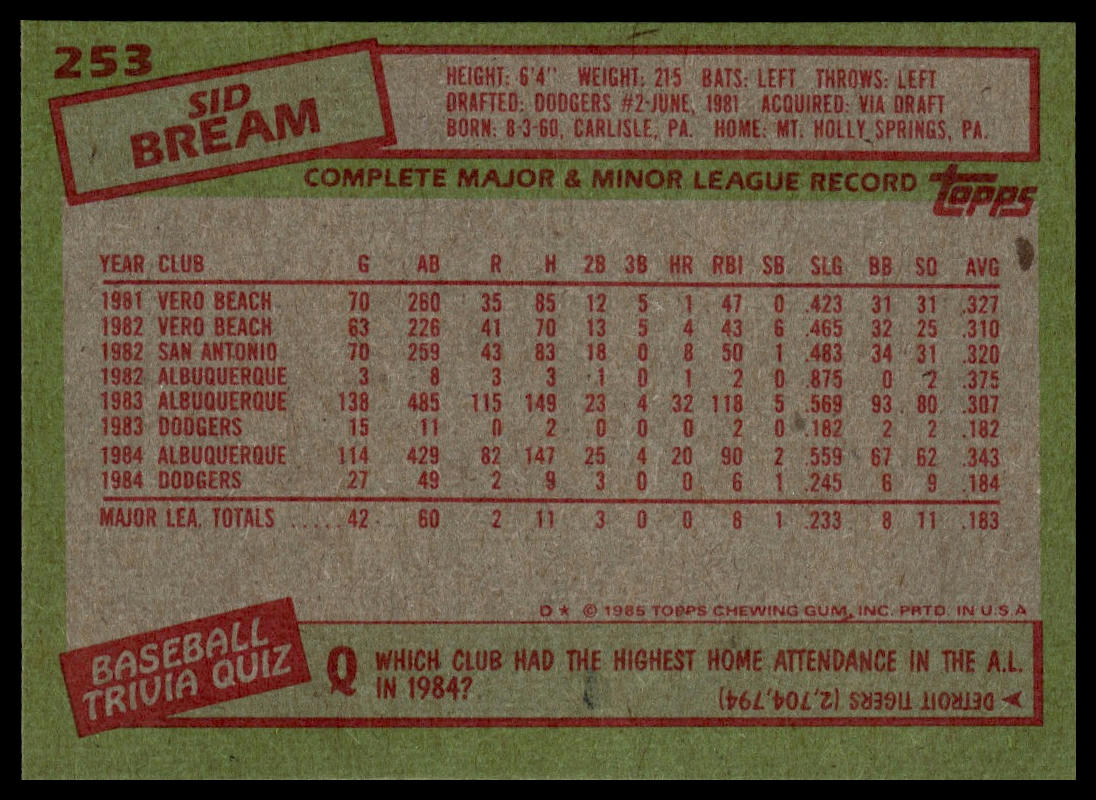 253
SID
BREAM
HEIGHT: 6'4" WEIGHT: 215 BATS: LEFT THROWS: LEFT
DRAFTED: DODGERS #2-JUNE, 1981 ACQUIRED: VIA DRAFT
BORN: 8-3-60, CARLISLE, PA. HOME: MT. HOLLY SPRINGS, PA.
COMPLETE MAJOR & MINOR LEAGUE RECORD topps
YEAR CLUB G AB R H 2B 3B HR RBI SB SLG BB SO AVG
1981 VERO BEACH 70 260 35 85 12 5 1 47 0 .423 31 31 .327
1982 VERO BEACH 63 226 41 70 13 5 4 43 6 .465 32 25 .310
1982 SAN ANTONIO 70 259 43 83 18 0 8 50 1 .483 34 31 .320
1982 ALBUQUERQUE 3 8 3 3 1 0 1 2 0 .875 0 2 .375
1983 ALBUQUERQUE 138 485 115 149 23 4 32 118 5 .569 93 80 .307
1983 DODGERS 15 11 0 2 0 0 0 2 0 .182 2 2 .182
1984 ALBUQUERQUE 114 429 82 147 25 4 20 90 2 .559 67 62 .343
1984 DODGERS 27 49 2 9 3 0 0 6 1 .245 6 9 .184
MAJOR LEA. TOTALS ..... 42 60 2 11 3 0 0 8 1 .233 8 11 .183
D * © 1985 TOPPS CHEWING GUM, INC. PRTD. IN U.S.A
BASEBALL
TRIVIA QUIZ
Q WHICH CLUB HAD THE HIGHEST HOME ATTENDANCE IN THE A.L.
IN 1984?
DETROIT TIGERS (2,704,794)